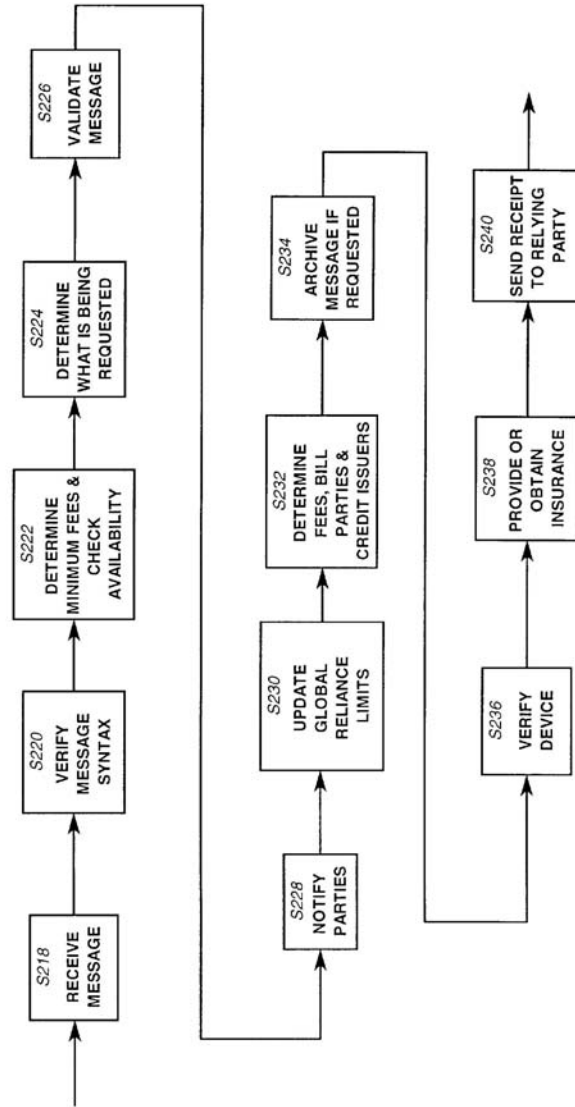 S218
RECEIVE
MESSAGE
S220
VERIFY
MESSAGE
SYNTAX
S222
DETERMINE
MINIMUM FEES &
CHECK
AVAILABILITY
S224
DETERMINE
WHAT IS BEING
REQUESTED
S226
VALIDATE
MESSAGE
S228
NOTIFY
PARTIES
S230
UPDATE
GLOBAL
RELIANCE
LIMITS
S232
DETERMINE
FEES, BILL
PARTIES &
CREDIT ISSUERS
S234
ARCHIVE
MESSAGE IF
REQUESTED
S236
VERIFY
DEVICE
S238
PROVIDE OR
OBTAIN
INSURANCE
S240
SEND RECEIPT
TO RELYING
PARTY